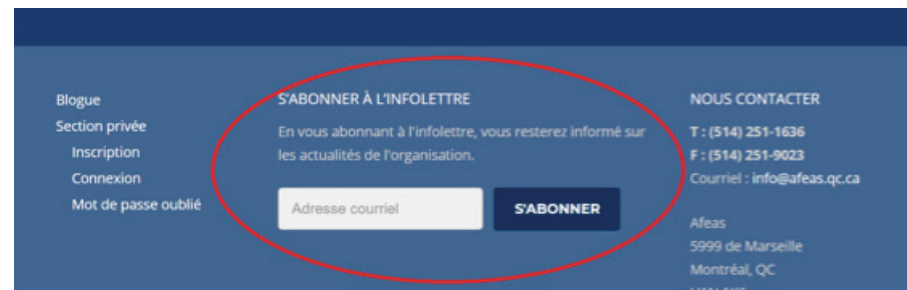 Blogue
Section privée
Inscription
Connexion
Mot de passe oublié
S'ABONNER À L'INFOLETTRE
En vous abonnant à l'infolettre, vous resterez informé sur
les actualités de l'organisation.
Adresse courriel
S'ABONNER
NOUS CONTACTER
T : (514) 251-1636
F : (514) 251-9023
Courriel : info@afeas.qc.ca
Afeas
5999 de Marseille
Montréal, QC